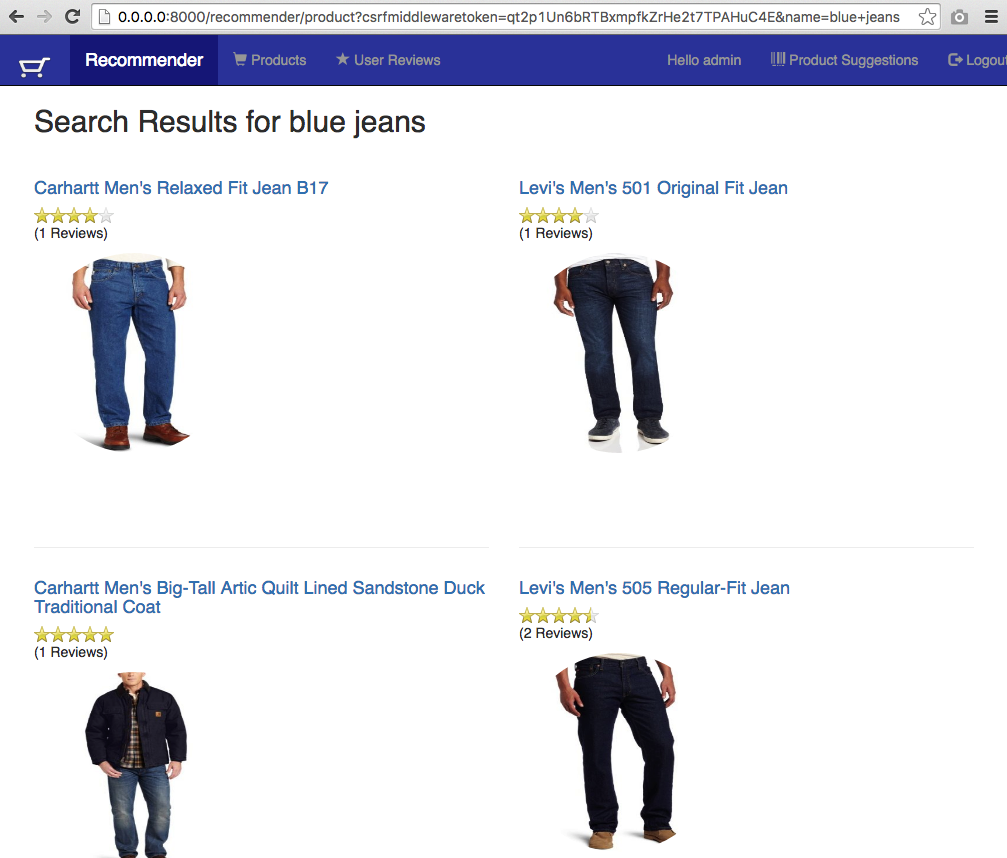 0.0.0.0:8000/recommender/product?csrfmiddlewaretoken=qt2p1Un6bRTBxmpfkZrHe2t7TPAHuC4E&name=blue+jeans
Recommender Products User Reviews Hello admin Product Suggestions Logout
Search Results for blue jeans
Carhartt Men's Relaxed Fit Jean B17
(1 Reviews)
Levi's Men's 501 Original Fit Jean
(1 Reviews)
Carhartt Men's Big-Tall Artic Quilt Lined Sandstone Duck
Traditional Coat
(1 Reviews)
Levi's Men's 505 Regular-Fit Jean
(2 Reviews)